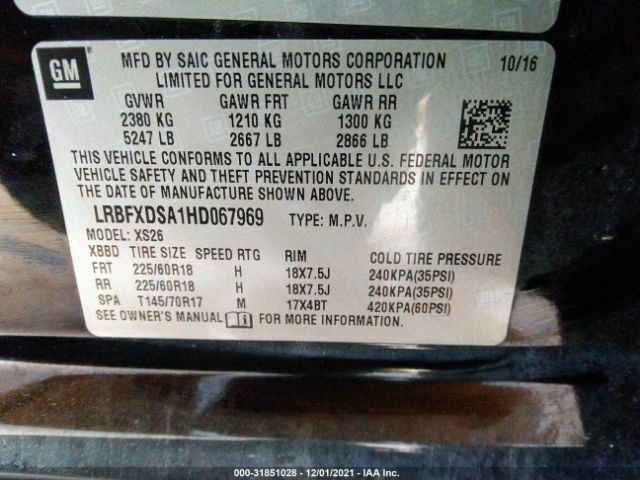 GM
MFD BY SAIC GENERAL MOTORS CORPORATION 10/16
LIMITED FOR GENERAL MOTORS LLC
GVWR GAWR FRT GAWR RR
2380 KG 1210 KG 1300 KG
5247 LB 2667 LB 2866 LB
THIS VEHICLE CONFORMS TO ALL APPLICABLE U.S. FEDERAL MOTOR
VEHICLE SAFETY AND THEFT PREVENTION STANDARDS IN EFFECT ON
THE DATE OF MANUFACTURE SHOWN ABOVE.
LRBFXDSA1HD067969 TYPE: M.P.V.
MODEL: XS26
XBBD TIRE SIZE SPEED RTG RIM COLD TIRE PRESSURE
FRT 225/60R18 H 18X7.5J 240KPA(35PSI)
RR 225/60R18 H 18X7.5J 240KPA(35PSI)
SPA T145/70R17 M 17X4BT 420KPA(60PSI)
SEE OWNER'S MANUAL FOR MORE INFORMATION.
000-31851028 - 12/01/2021 - IAA Inc.